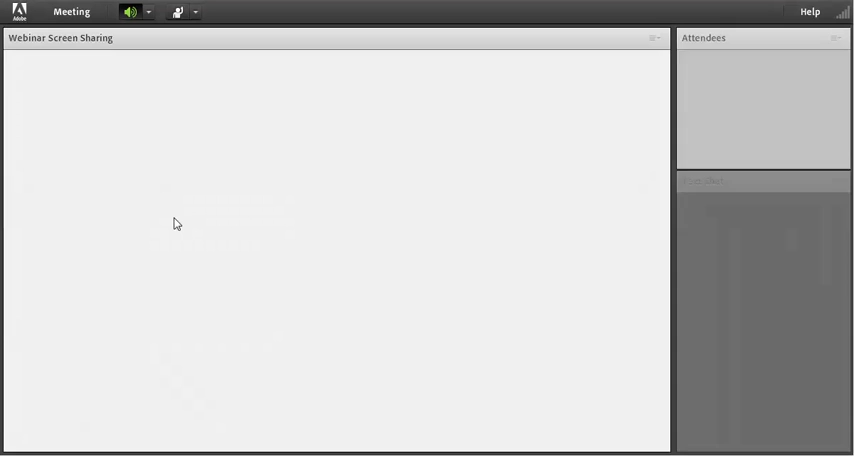 Adobe
Meeting
Help
Webinar Screen Sharing
Attendees